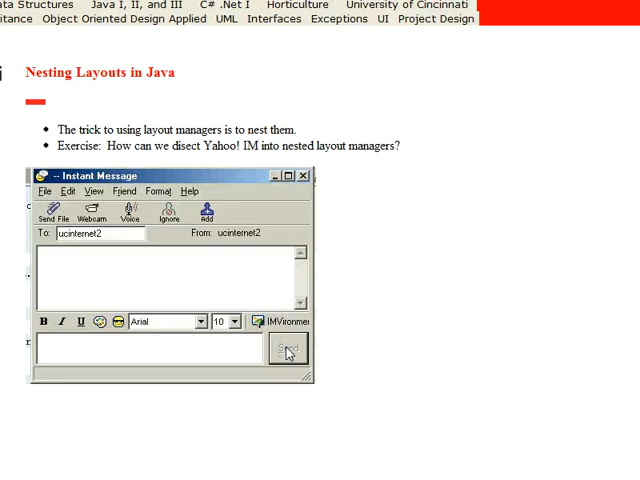 ata Structures Java I, II, and III C# .Net I Horticulture University of Cincinnati
itance Object Oriented Design Applied UML Interfaces Exceptions UI Project Design
i
Nesting Layouts in Java
The trick to using layout managers is to nest them.
Exercise: How can we disect Yahoo! IM into nested layout managers?
-- Instant Message
File Edit View Friend Format Help
Send File Webcam Voice Ignore Add
To: ucinternet2 From: ucinternet2
B I U Arial 10 IMVironmer
Send